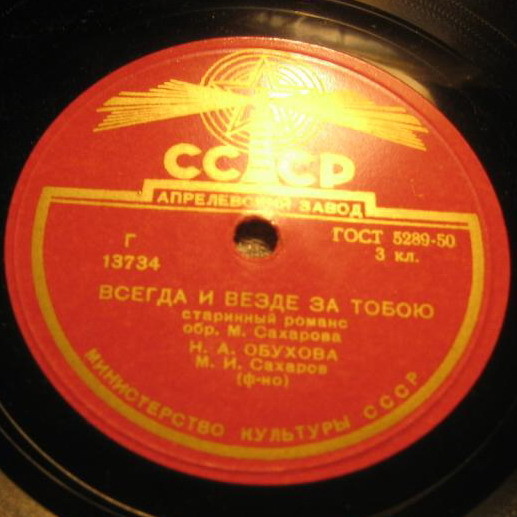 СССР
АПРЕЛЕВСКИЙ ЗАВОД
Г
13734
ГОСТ 5289-50
3 кл.
ВСЕГДА И ВЕЗДЕ ЗА ТОБОЮ
старинный романс
обр. М. Сахарова
Н. А. ОБУХОВА
М. И. Сахаров
(ф-но)
МИНИСТЕРСТВО КУЛЬТУРЫ СССР